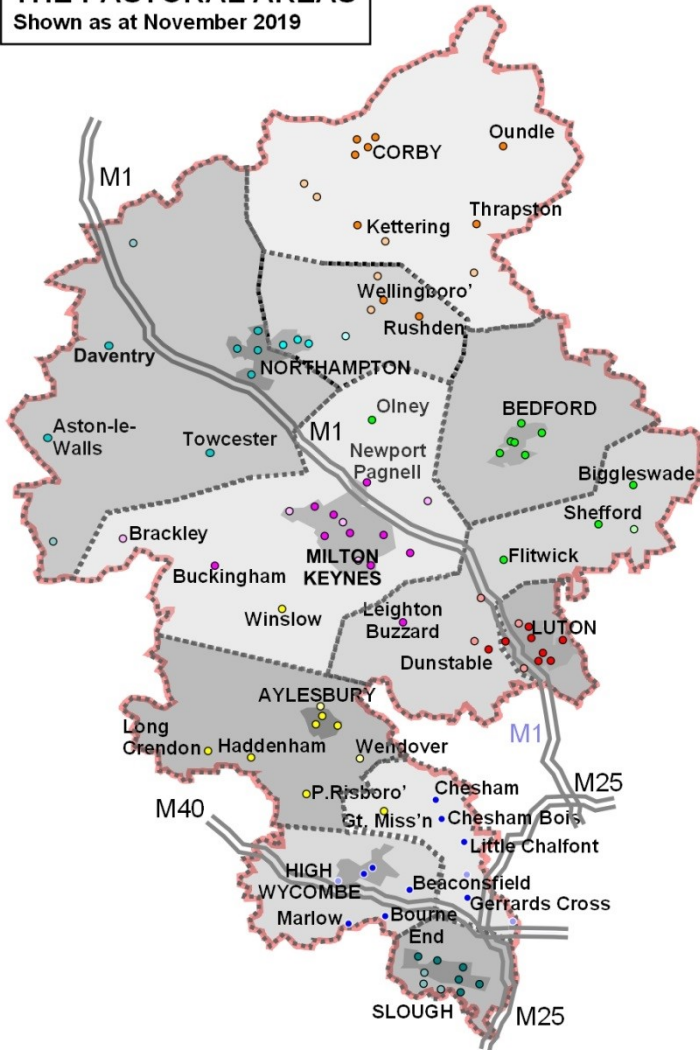 THE PASTORAL AREAS
Shown as at November 2019
M1
CORBY
Oundle
Kettering
Thrapston
Wellingboro'
Rushden
Daventry
NORTHAMPTON
Aston-le-
Walls
Towcester
M1
Olney
BEDFORD
Newport
Pagnell
Biggleswade
Shefford
Brackley
MILTON
KEYNES
Flitwick
Buckingham
Winslow
Leighton
Buzzard
LUTON
Dunstable
AYLESBURY
Long
Crendon
Haddenham
Wendover
M1
P.Risboro'
Chesham
M25
M40
Gt. Miss'n
Chesham Bois
Little Chalfont
HIGH
WYCOMBE
Beaconsfield
Gerrards Cross
Marlow
Bourne
End
SLOUGH
M25